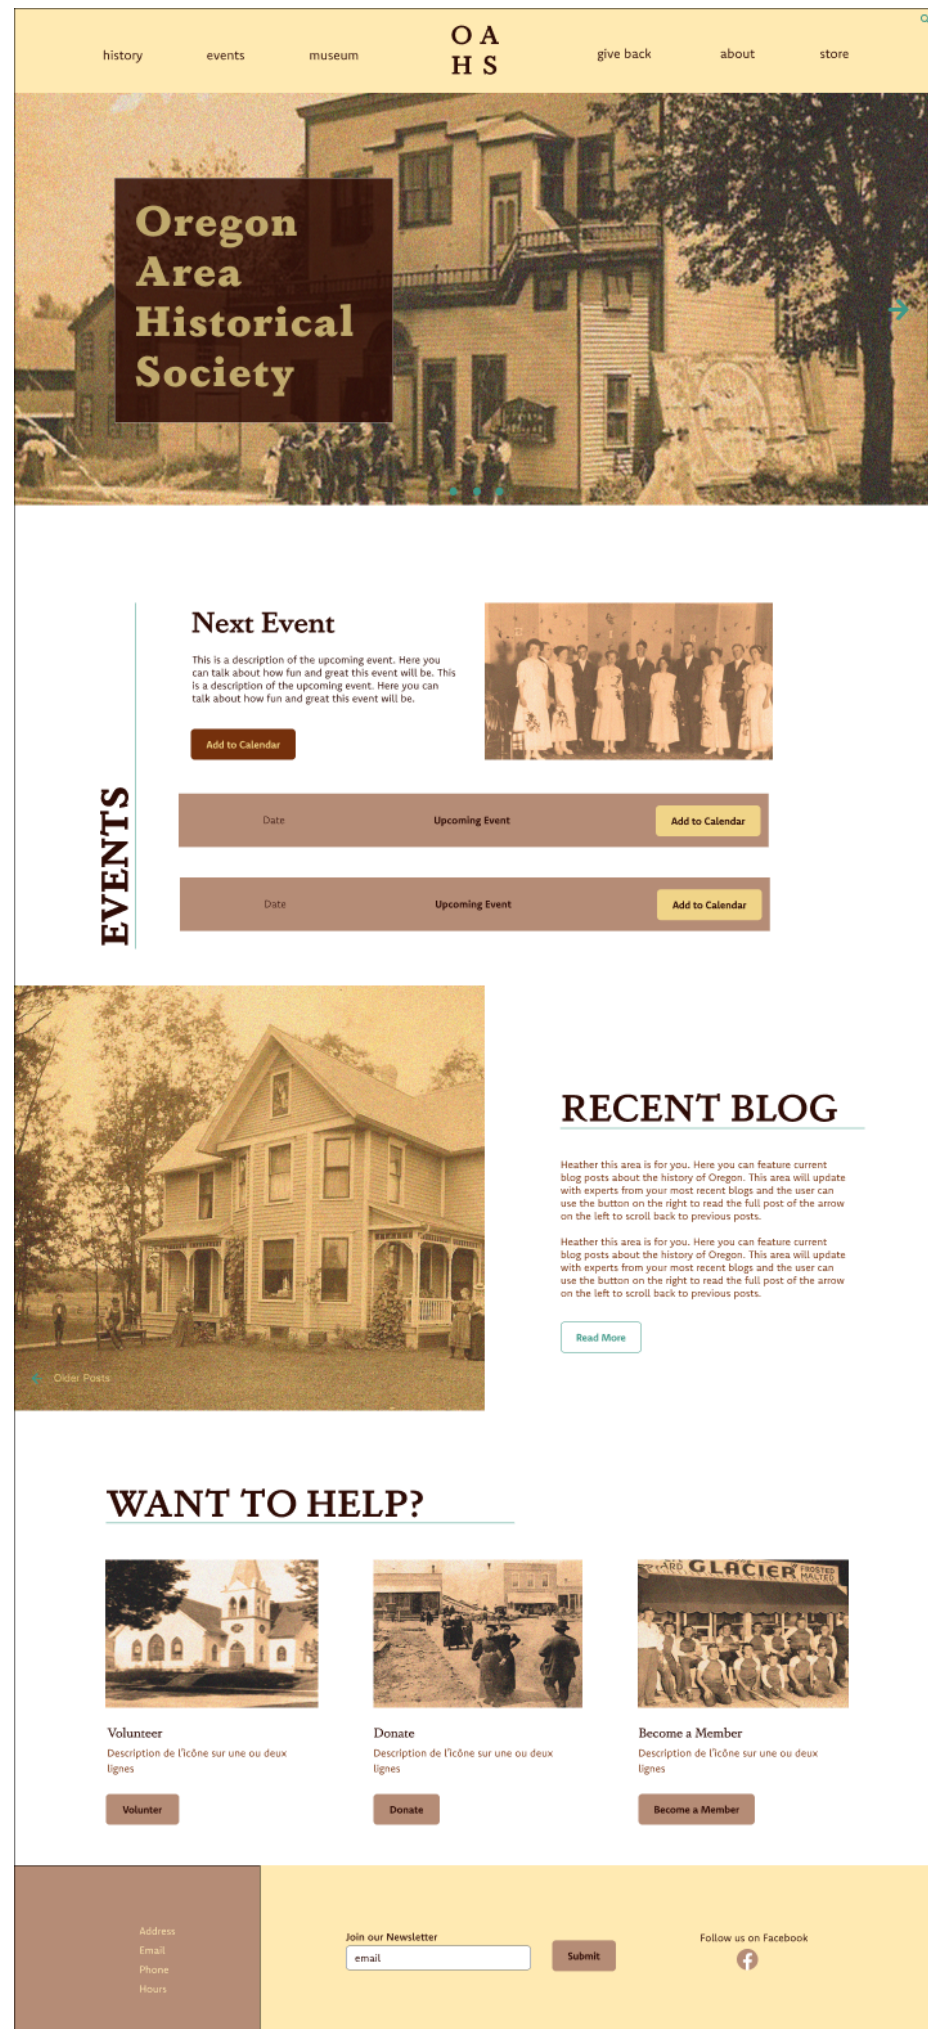 history
events
museum
O A
H S
give back
about
store
Oregon
Area
Historical
Society
EVENTS
Next Event
This is a description of the upcoming event. Here you
can talk about how fun and great this event will be. This
is a description of the upcoming event. Here you can
talk about how fun and great this event will be.
Add to Calendar
Date
Upcoming Event
Add to Calendar
Date
Upcoming Event
Add to Calendar
Older Posts
RECENT BLOG
Heather this area is for you. Here you can feature current
blog posts about the history of Oregon. This area will update
with experts from your most recent blogs and the user can
use the button on the right to read the full post of the arrow
on the left to scroll back to previous posts.
Heather this area is for you. Here you can feature current
blog posts about the history of Oregon. This area will update
with experts from your most recent blogs and the user can
use the button on the right to read the full post of the arrow
on the left to scroll back to previous posts.
Read More
WANT TO HELP?
GLACIER
FROSTED
MALTED
Volunteer
Description de l'icône sur une ou deux
lignes
Volunter
Donate
Description de l'icône sur une ou deux
lignes
Donate
Become a Member
Description de l'icône sur une ou deux
lignes
Become a Member
Address
Email
Phone
Hours
Join our Newsletter
email
Submit
Follow us on Facebook